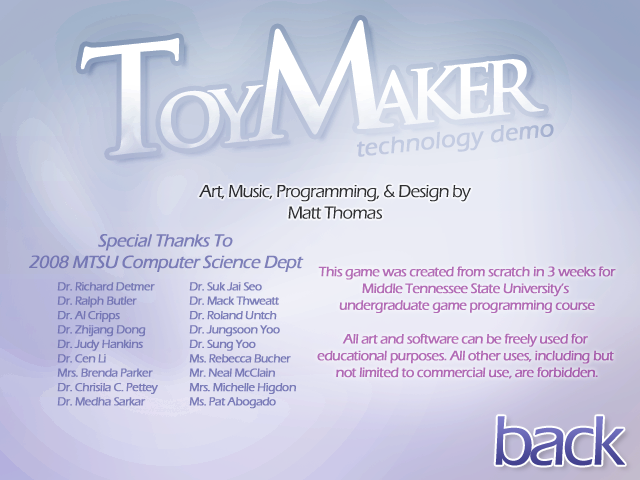 TOYMAKER
technology demo
Art, Music, Programming, & Design by
Matt Thomas
Special Thanks To
2008 MTSU Computer Science Dept
Dr. Richard Detmer
Dr. Ralph Butler
Dr. Al Cripps
Dr. Zhijang Dong
Dr. Judy Hankins
Dr. Cen Li
Mrs. Brenda Parker
Dr. Chrisila C. Pettey
Dr. Medha Sarkar
Dr. Suk Jai Seo
Dr. Mack Thweatt
Dr. Roland Untch
Dr. Jungsoon Yoo
Dr. Sung Yoo
Ms. Rebecca Bucher
Mr. Neal McClain
Mrs. Michelle Higdon
Ms. Pat Abogado
This game was created from scratch in 3 weeks for
Middle Tennessee State University's
undergraduate game programming course
All art and software can be freely used for
educational purposes. All other uses, including but
not limited to commercial use, are forbidden.
back